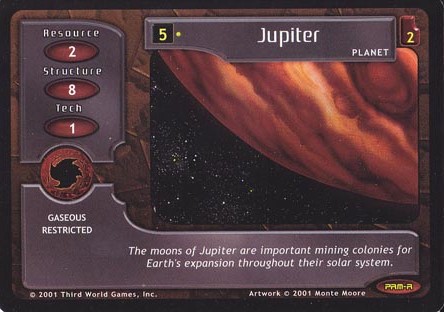 Resource
2
Structure
8
Tech
1
GASEOUS
RESTRICTED
5
Jupiter
PLANET
2
The moons of Jupiter are important mining colonies for
Earth's expansion throughout their solar system.
© 2001 Third World Games, Inc.
Artwork © 2001 Monte Moore
PRM-A